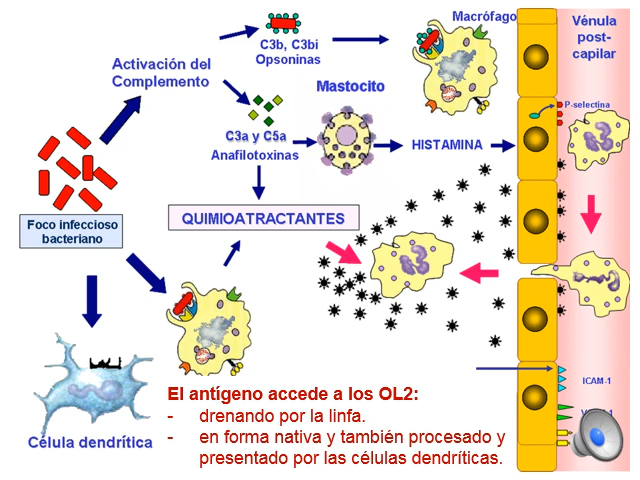 Macrófago
Vénula
post-
capilar
C3b, C3bi
Opsoninas
Activación del
Complemento
Mastocito
P-selectina
C3a y C5a
Anafilotoxinas
HISTAMINA
QUIMIOATRACTANTES
Foco infeccioso
bacteriano
ICAM-1
El antígeno accede a los OL2:
- drenando por la linfa.
- en forma nativa y también procesado y
presentado por las células dendríticas.
Célula dendrítica